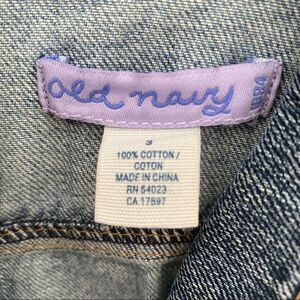 old navy
1994
S
100% COTTON /
COTON
MADE IN CHINA
RN 54023
CA 17897